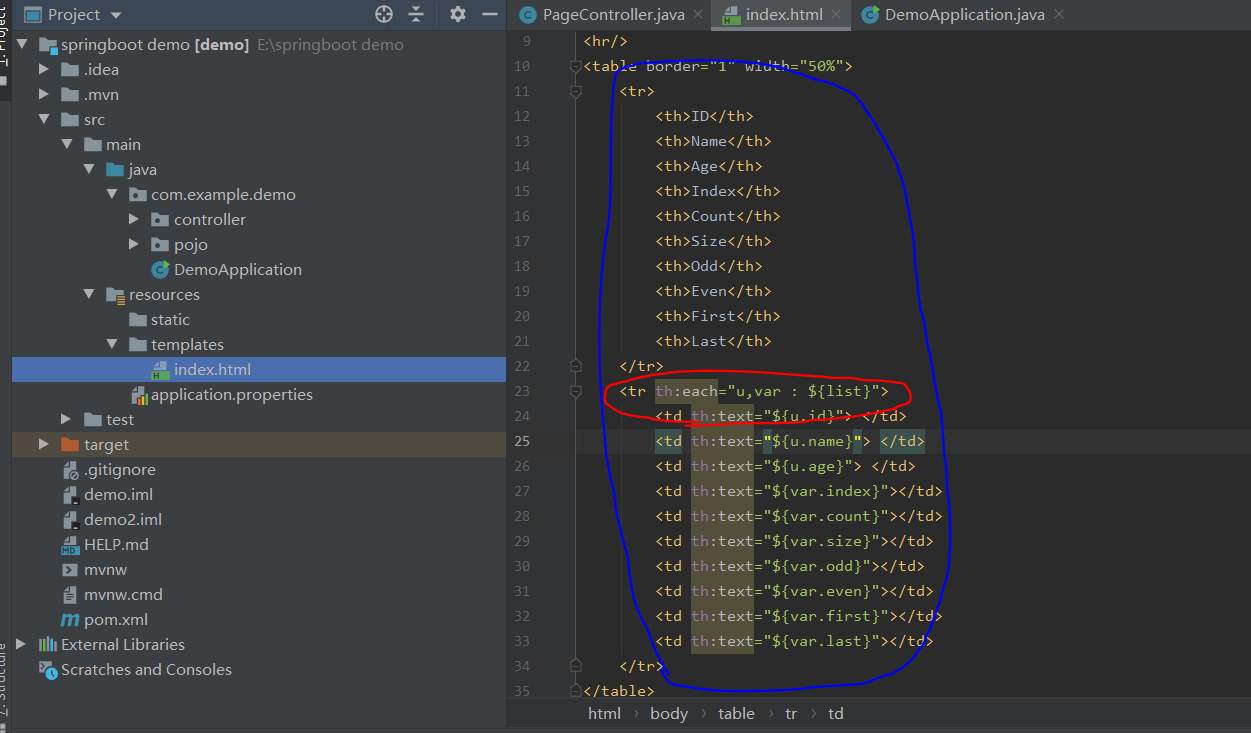 Project
PageController.java
index.html
DemoApplication.java
1: Project
springboot demo [demo] E:\springboot demo
.idea
.mvn
src
main
java
com.example.demo
controller
pojo
DemoApplication
resources
static
templates
index.html
application.properties
test
target
.gitignore
demo.iml
demo2.iml
HELP.md
mvnw
mvnw.cmd
pom.xml
External Libraries
Scratches and Consoles
7: Structure
9 <hr/>
10 <table border="1" width="50%">
11 <tr>
12 <th>ID</th>
13 <th>Name</th>
14 <th>Age</th>
15 <th>Index</th>
16 <th>Count</th>
17 <th>Size</th>
18 <th>Odd</th>
19 <th>Even</th>
20 <th>First</th>
21 <th>Last</th>
22 </tr>
23 <tr th:each="u,var : ${list}">
24 <td th:text="${u.id}"> </td>
25 <td th:text="${u.name}"> </td>
26 <td th:text="${u.age}"> </td>
27 <td th:text="${var.index}"></td>
28 <td th:text="${var.count}"></td>
29 <td th:text="${var.size}"></td>
30 <td th:text="${var.odd}"></td>
31 <td th:text="${var.even}"></td>
32 <td th:text="${var.first}"></td>
33 <td th:text="${var.last}"></td>
34 </tr>
35 </table>
html › body › table › tr › td